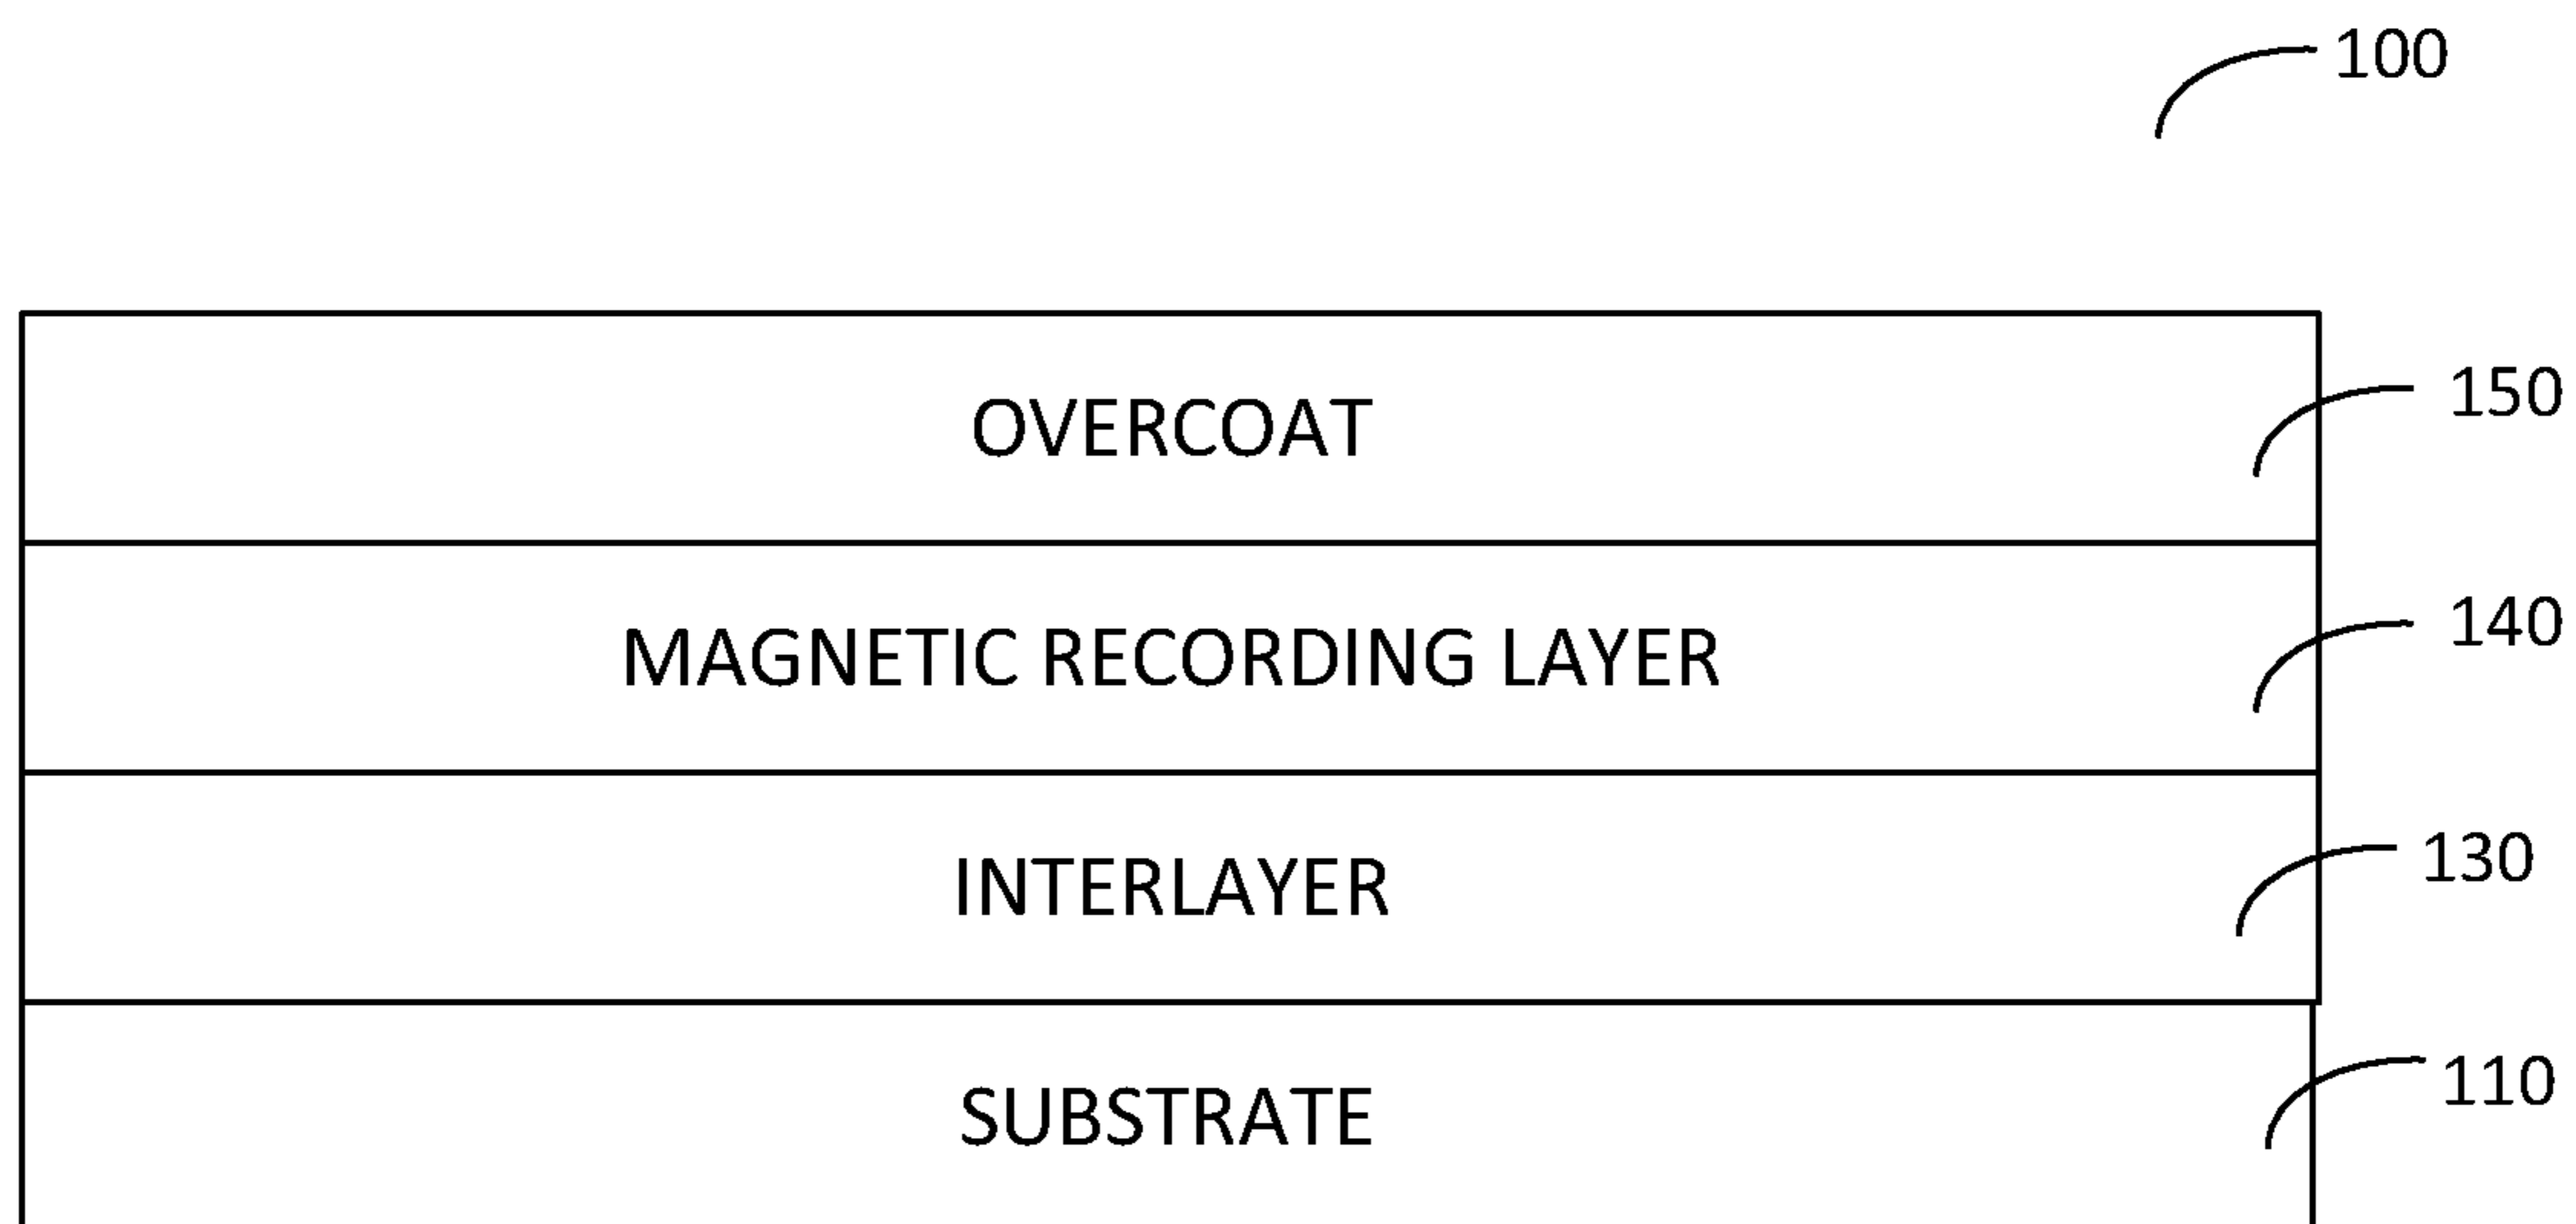 100
OVERCOAT
150
MAGNETIC RECORDING LAYER
140
INTERLAYER
130
SUBSTRATE
110